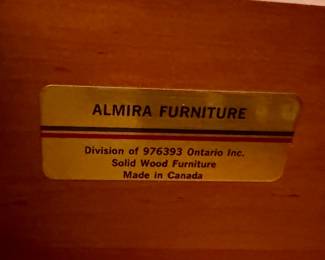 ALMIRA FURNITURE
Division of 976393 Ontario Inc.
Solid Wood Furniture
Made in Canada